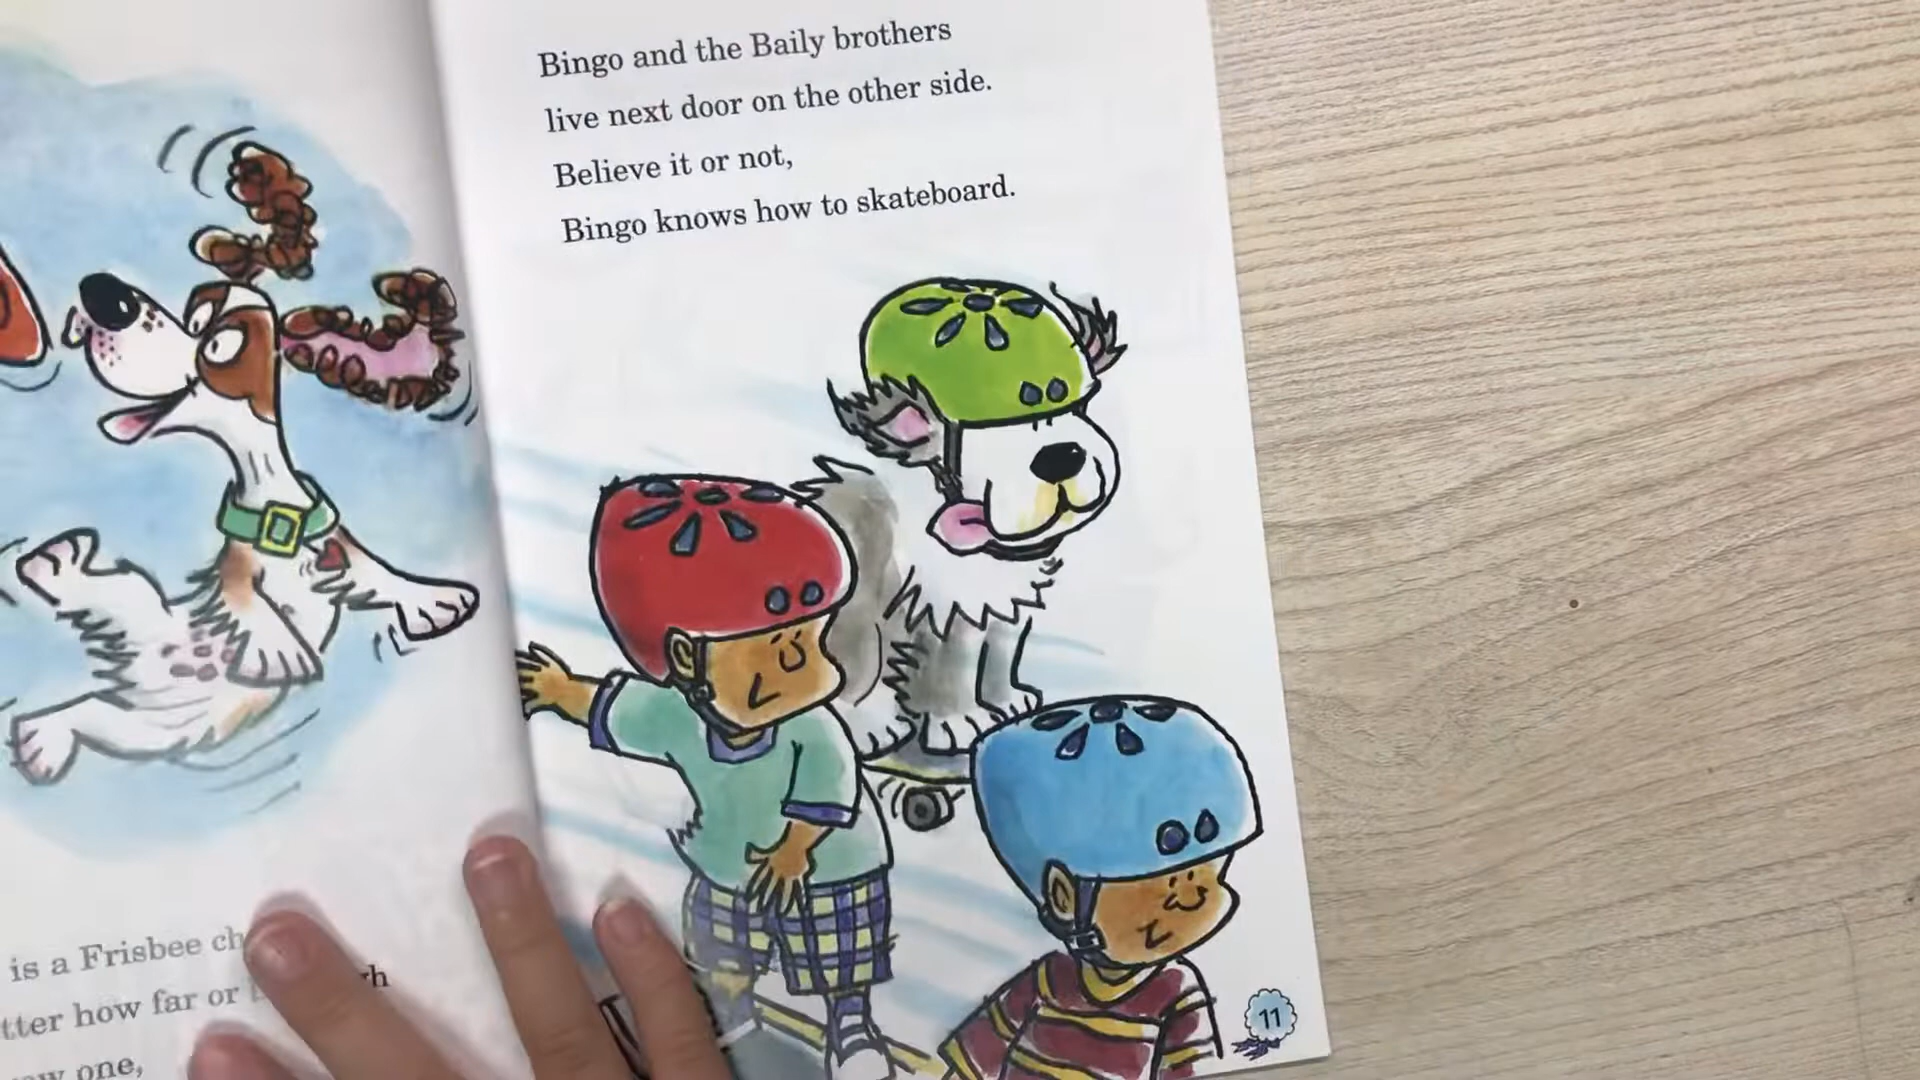 is a Frisbee
tter how far or
one,
Bingo and the Baily brothers
live next door on the other side.
Believe it or not,
Bingo knows how to skateboard.
11